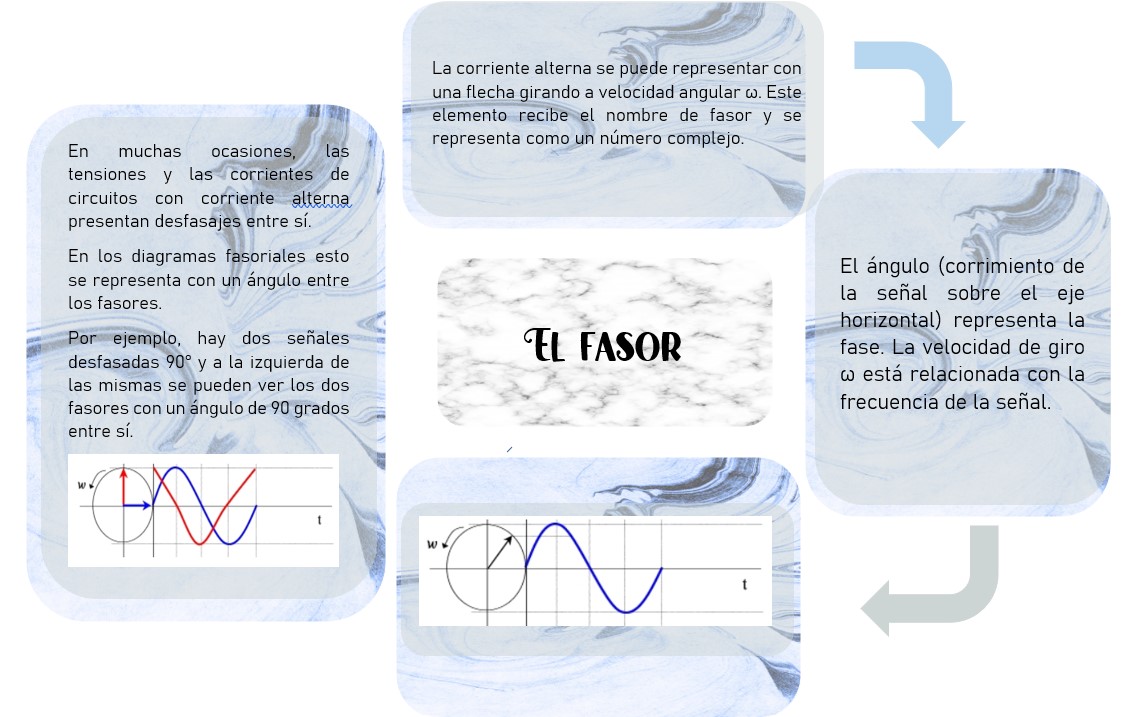 La corriente alterna se puede representar con
una flecha girando a velocidad angular ω. Este
elemento recibe el nombre de fasor y se
representa como un número complejo.
El ángulo (corrimiento de
la señal sobre el eje
horizontal) representa la
fase. La velocidad de giro
ω está relacionada con la
frecuencia de la señal.
El fasor
w
t
En muchas ocasiones, las
tensiones y las corrientes de
circuitos con corriente alterna
presentan desfasajes entre sí.
En los diagramas fasoriales esto
se representa con un ángulo entre
los fasores.
Por ejemplo, hay dos señales
desfasadas 90° y a la izquierda de
las mismas se pueden ver los dos
fasores con un ángulo de 90 grados
entre sí.
w
t